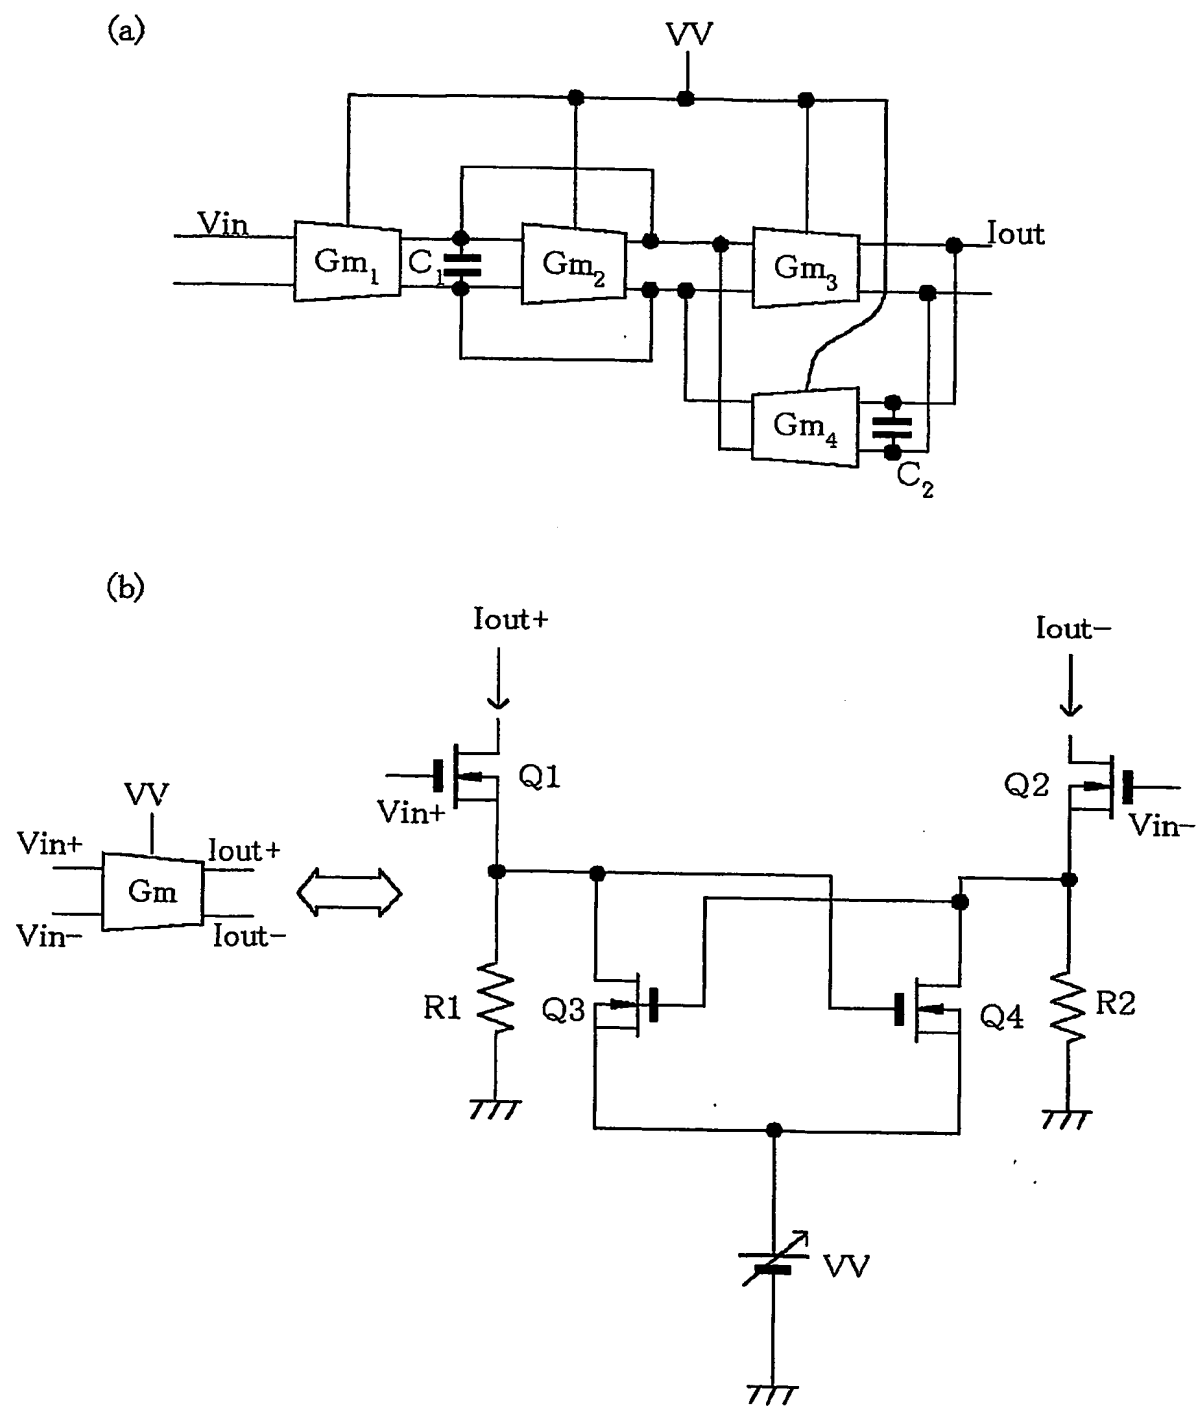 (a)
VV
Vin
Iout
Gm1
C1
Gm2
Gm3
Gm4
C2
(b)
Iout+
Iout−
Q1
Q2
Vin+
Vin−
VV
Vin+
Iout+
Gm
Vin−
Iout−
R1
Q3
Q4
R2
VV